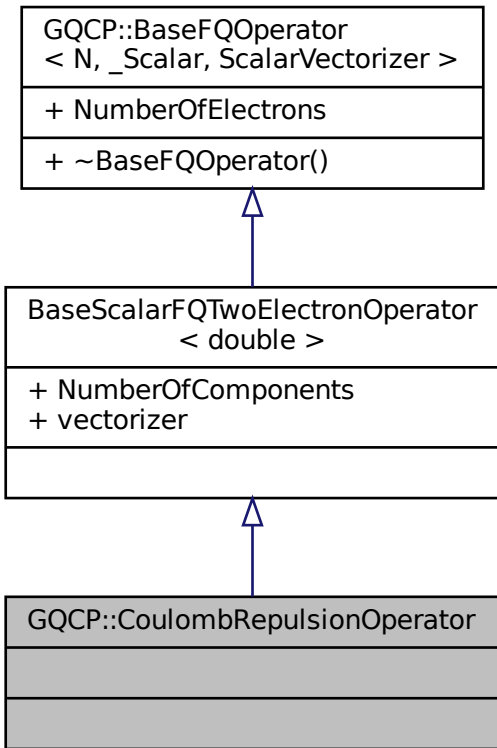 GQCP::BaseFQOperator
< N, _Scalar, ScalarVectorizer >
+ NumberOfElectrons
+ ~BaseFQOperator()
BaseScalarFQTwoElectronOperator
< double >
+ NumberOfComponents
+ vectorizer
GQCP::CoulombRepulsionOperator